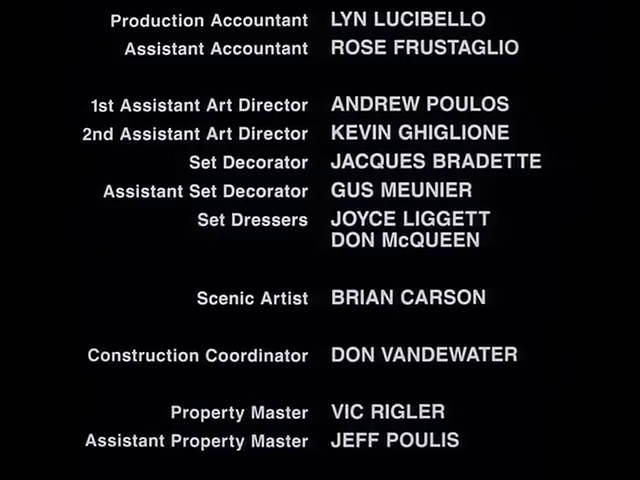 Production Accountant LYN LUCIBELLO
Assistant Accountant ROSE FRUSTAGLIO
1st Assistant Art Director ANDREW POULOS
2nd Assistant Art Director KEVIN GHIGLIONE
Set Decorator JACQUES BRADETTE
Assistant Set Decorator GUS MEUNIER
Set Dressers JOYCE LIGGETT
DON McQUEEN
Scenic Artist BRIAN CARSON
Construction Coordinator DON VANDEWATER
Property Master VIC RIGLER
Assistant Property Master JEFF POULIS